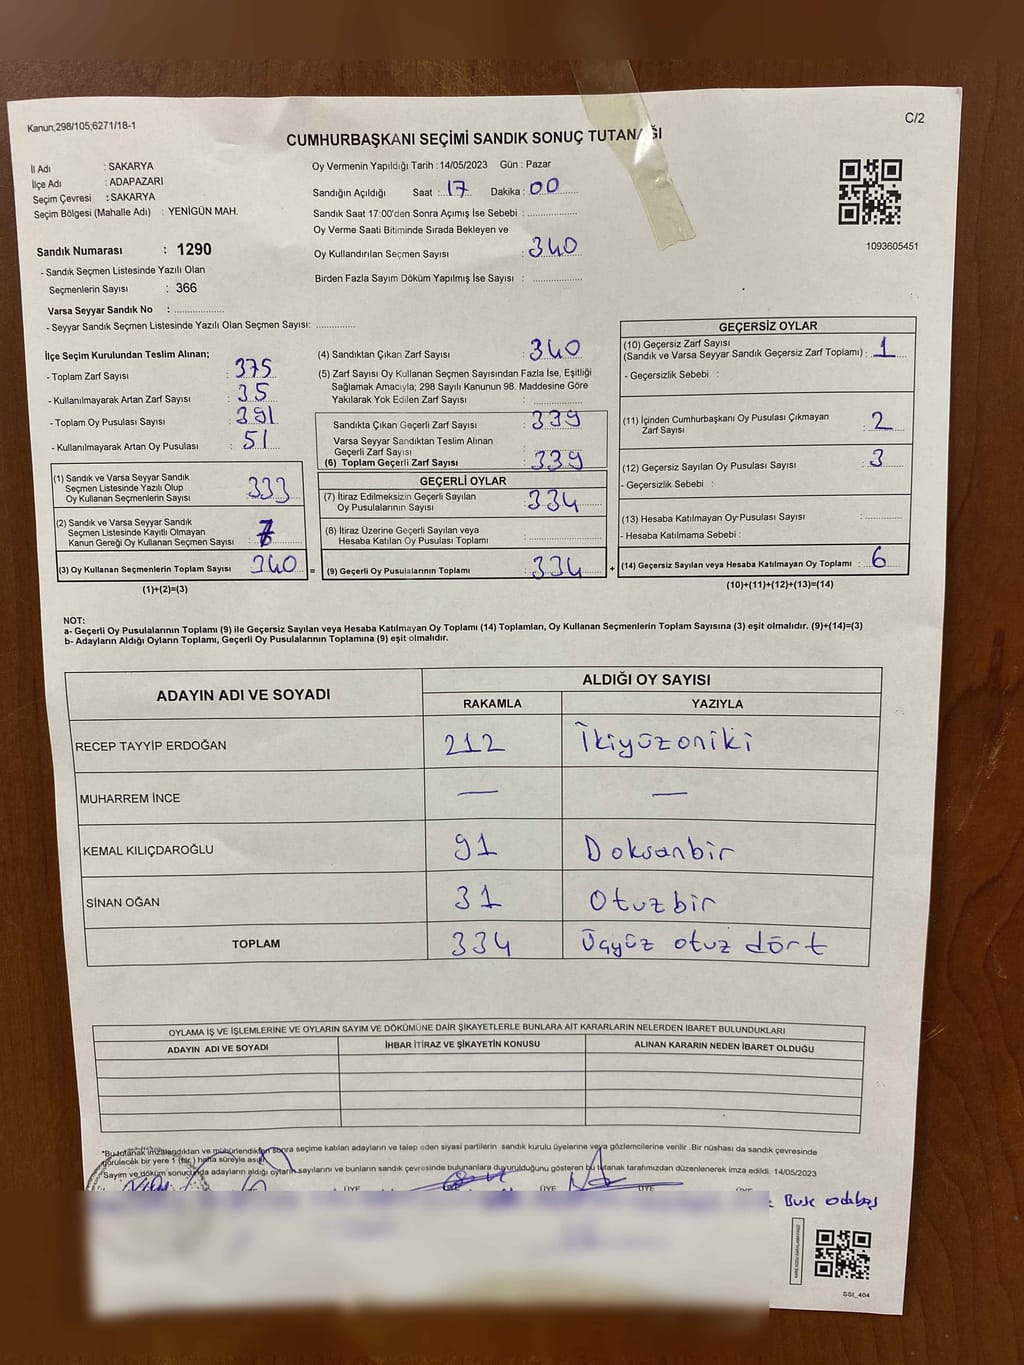 Kanun;298/105;6271/18-1
C/2
CUMHURBAŞKANI SEÇİMİ SANDIK SONUÇ TUTANAĞI
İl Adı : SAKARYA
İlçe Adı : ADAPAZARI
Seçim Çevresi : SAKARYA
Seçim Bölgesi (Mahalle Adı) : YENİGÜN MAH.
Oy Vermenin Yapıldığı Tarih : 14/05/2023 Gün : Pazar
Sandığın Açıldığı Saat : 17 Dakika : 00
Sandık Saat 17:00'den Sonra Açımış İse Sebebi :
Oy Verme Saati Bitiminde Sırada Bekleyen ve
Oy Kullandırılan Seçmen Sayısı : 340
Birden Fazla Sayım Döküm Yapılmış İse Sayısı :
1093605451
Sandık Numarası : 1290
- Sandık Seçmen Listesinde Yazılı Olan
Seçmenlerin Sayısı : 366
Varsa Seyyar Sandık No :
- Seyyar Sandık Seçmen Listesinde Yazılı Olan Seçmen Sayısı:
İlçe Seçim Kurulundan Teslim Alınan;
- Toplam Zarf Sayısı : 375
- Kullanılmayarak Artan Zarf Sayısı : 35
- Toplam Oy Pusulası Sayısı : 391
- Kullanılmayarak Artan Oy Pusulası : 51
(1) Sandık ve Varsa Seyyar Sandık
Seçmen Listesinde Yazılı Olup
Oy Kullanan Seçmenlerin Sayısı : 333
(2) Sandık ve Varsa Seyyar Sandık
Seçmen Listesinde Kayıtlı Olmayan
Kanun Gereği Oy Kullanan Seçmen Sayısı : 7
(3) Oy Kullanan Seçmenlerin Toplam Sayısı : 340
(1)+(2)=(3)
(4) Sandıktan Çıkan Zarf Sayısı : 340
(5) Zarf Sayısı Oy Kullanan Seçmen Sayısından Fazla İse, Eşitliği
Sağlamak Amacıyla; 298 Sayılı Kanunun 98. Maddesine Göre
Yakılarak Yok Edilen Zarf Sayısı :
Sandıkta Çıkan Geçerli Zarf Sayısı : 339
Varsa Seyyar Sandıktan Teslim Alınan
Geçerli Zarf Sayısı :
(6) Toplam Geçerli Zarf Sayısı : 339
GEÇERLİ OYLAR
(7) İtiraz Edilmeksizin Geçerli Sayılan
Oy Pusulalarının Sayısı : 334
(8) İtiraz Üzerine Geçerli Sayılan veya
Hesaba Katılan Oy Pusulası Toplamı :
= (9) Geçerli Oy Pusulalarının Toplamı : 334 +
GEÇERSİZ OYLAR
(10) Geçersiz Zarf Sayısı
(Sandık ve Varsa Seyyar Sandık Geçersiz Zarf Toplamı) : 1
- Geçersizlik Sebebi :
(11) İçinden Cumhurbaşkanı Oy Pusulası Çıkmayan
Zarf Sayısı : 2
(12) Geçersiz Sayılan Oy Pusulası Sayısı : 3
- Geçersizlik Sebebi :
(13) Hesaba Katılmayan Oy Pusulası Sayısı :
- Hesaba Katılmama Sebebi :
(14) Geçersiz Sayılan veya Hesaba Katılmayan Oy Toplamı : 6
(10)+(11)+(12)+(13)=(14)
NOT:
a- Geçerli Oy Pusulalarının Toplamı (9) ile Geçersiz Sayılan veya Hesaba Katılmayan Oy Toplamı (14) Toplamları, Oy Kullanan Seçmenlerin Toplam Sayısına (3) eşit olmalıdır. (9)+(14)=(3)
b- Adayların Aldığı Oyların Toplamı, Geçerli Oy Pusulalarının Toplamına (9) eşit olmalıdır.
ADAYIN ADI VE SOYADI
ALDIĞI OY SAYISI
RAKAMLA YAZIYLA
RECEP TAYYİP ERDOĞAN 212 İkiyüzoniki
MUHARREM İNCE — —
KEMAL KILIÇDAROĞLU 91 Doksanbir
SİNAN OĞAN 31 Otuzbir
TOPLAM 334 Üçyüz otuz dört
OYLAMA İŞ VE İŞLEMLERİNE VE OYLARIN SAYIM VE DÖKÜMÜNE DAİR ŞİKAYETLERLE BUNLARA AİT KARARLARIN NELERDEN İBARET BULUNDUKLARI
ADAYIN ADI VE SOYADI İHBAR İTİRAZ VE ŞİKAYETİN KONUSU ALINAN KARARIN NEDEN İBARET OLDUĞU
*Bu tutanak imzalandıktan ve mühürlendikten sonra seçime katılan adayların ve talep eden siyasi partilerin sandık kurulu üyelerine veya gözlemcilerine verilir .Bir nüshası da sandık çevresinde
görülecek bir yere 1 (bir ) hafta süreyle asılır.
*Sayım ve döküm sonucunda adayların aldığı oyların sayılarını ve bunların sandık çevresinde bulunanlara duyurulduğunu gösteren bu tutanak tarafımızdan düzenlenerek imza edildi. 14/05/2023
ÜYE ÜYE ÜYE ÜYE
SSI_404